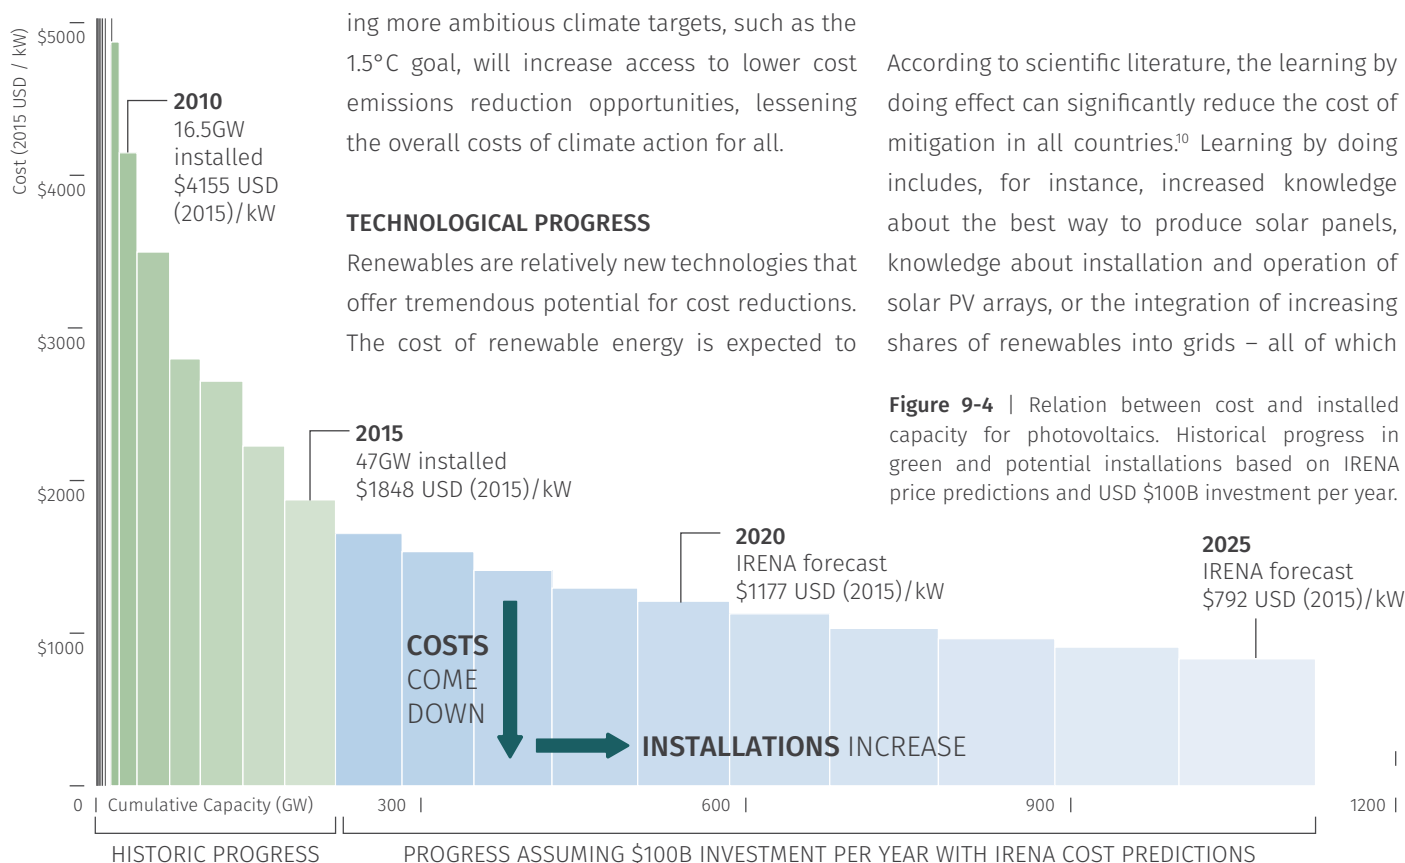 ing more ambitious climate targets, such as the
1.5°C goal, will increase access to lower cost
emissions reduction opportunities, lessening
the overall costs of climate action for all.
TECHNOLOGICAL PROGRESS
Renewables are relatively new technologies that
offer tremendous potential for cost reductions.
The cost of renewable energy is expected to
According to scientific literature, the learning by
doing effect can significantly reduce the cost of
mitigation in all countries.¹⁰ Learning by doing
includes, for instance, increased knowledge
about the best way to produce solar panels,
knowledge about installation and operation of
solar PV arrays, or the integration of increasing
shares of renewables into grids – all of which
Figure 9-4 | Relation between cost and installed
capacity for photovoltaics. Historical progress in
green and potential installations based on IRENA
price predictions and USD $100B investment per year.
Cost (2015 USD / kW)
$5000
$4000
$3000
$2000
$1000
2010
16.5GW
installed
$4155 USD
(2015)/kW
2015
47GW installed
$1848 USD (2015)/kW
2020
IRENA forecast
$1177 USD (2015)/kW
2025
IRENA forecast
$792 USD (2015)/kW
COSTS
COME
DOWN
INSTALLATIONS INCREASE
0 | Cumulative Capacity (GW) 300 | 600 | 900 | 1200 |
HISTORIC PROGRESS
PROGRESS ASSUMING $100B INVESTMENT PER YEAR WITH IRENA COST PREDICTIONS